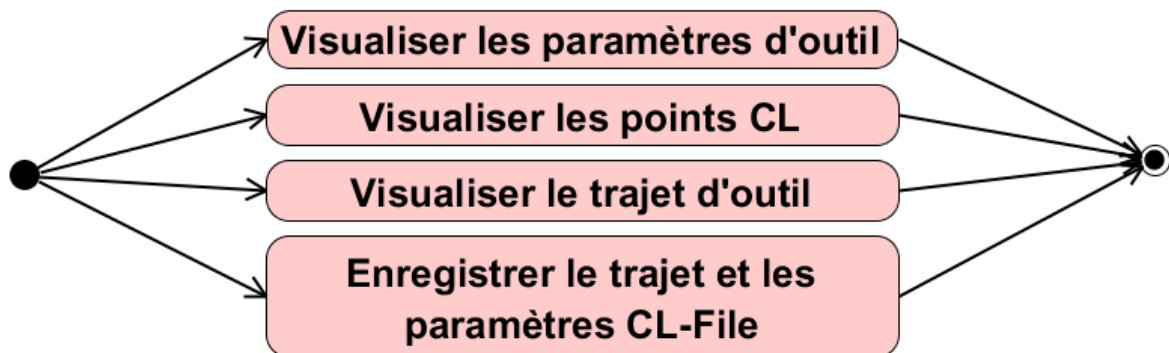 Visualiser les paramètres d'outil
Visualiser les points CL
Visualiser le trajet d'outil
Enregistrer le trajet et les
paramètres CL-File